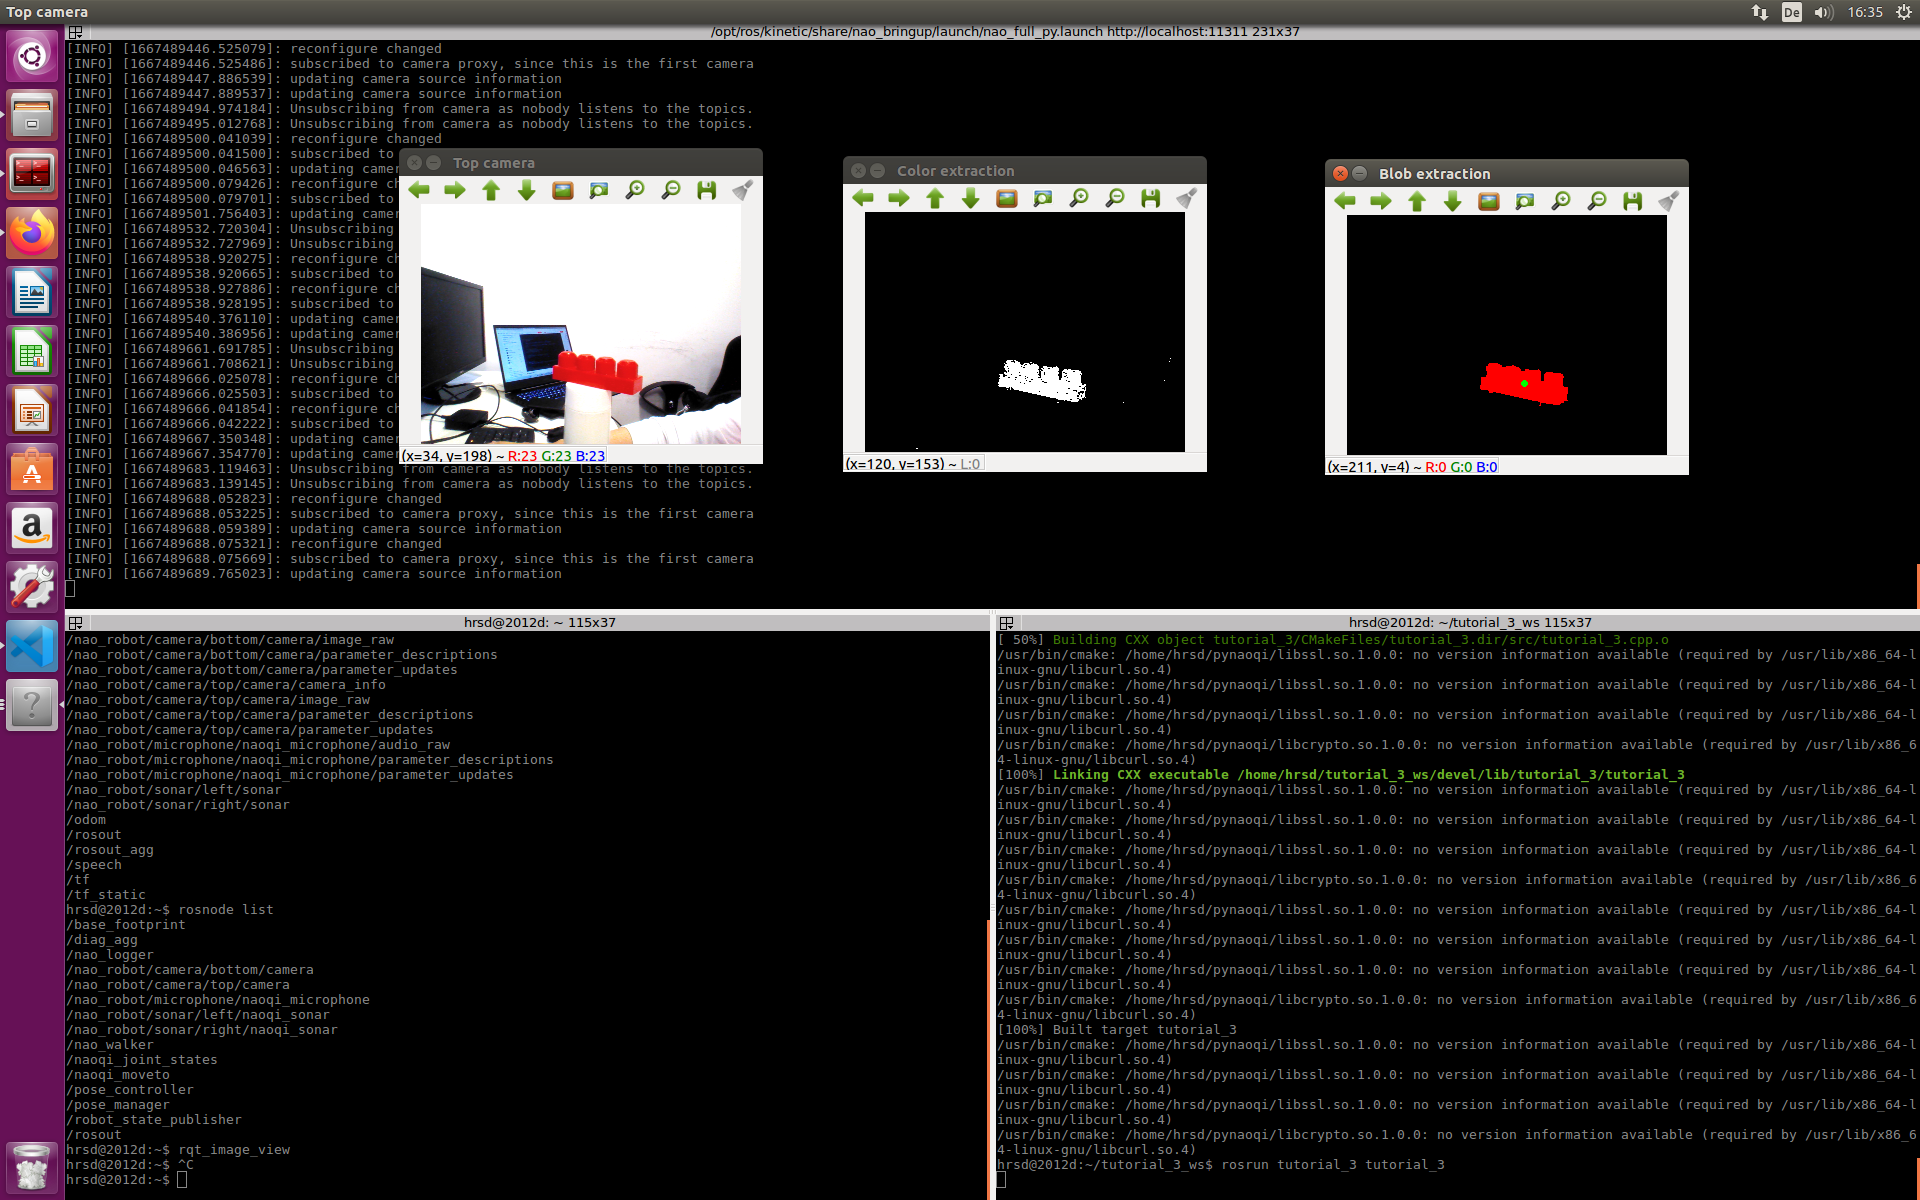 Top camera
De
16:35
/opt/ros/kinetic/share/nao_bringup/launch/nao_full_py.launch http://localhost:11311 231x37
[INFO] [1667489446.525079]: reconfigure changed
[INFO] [1667489446.525486]: subscribed to camera proxy, since this is the first camera
[INFO] [1667489447.886539]: updating camera source information
[INFO] [1667489447.889537]: updating camera source information
[INFO] [1667489494.974184]: Unsubscribing from camera as nobody listens to the topics.
[INFO] [1667489495.012768]: Unsubscribing from camera as nobody listens to the topics.
[INFO] [1667489500.041039]: reconfigure changed
[INFO] [1667489500.041500]: subscribed to
[INFO] [1667489500.046563]: updating camer
[INFO] [1667489500.079426]: reconfigure ch
[INFO] [1667489500.079701]: subscribed to
[INFO] [1667489501.756403]: updating camer
[INFO] [1667489532.720304]: Unsubscribing
[INFO] [1667489532.727969]: Unsubscribing
[INFO] [1667489538.920275]: reconfigure ch
[INFO] [1667489538.920665]: subscribed to
[INFO] [1667489538.927886]: reconfigure ch
[INFO] [1667489538.928195]: subscribed to
[INFO] [1667489540.376110]: updating camer
[INFO] [1667489540.386956]: updating camer
[INFO] [1667489661.691785]: Unsubscribing
[INFO] [1667489661.708621]: Unsubscribing
[INFO] [1667489666.025078]: reconfigure ch
[INFO] [1667489666.025503]: subscribed to
[INFO] [1667489666.041854]: reconfigure ch
[INFO] [1667489666.042222]: subscribed to
[INFO] [1667489667.350348]: updating camer
[INFO] [1667489667.354770]: updating camer
[INFO] [1667489683.119463]: Unsubscribing from camera as nobody listens to the topics.
[INFO] [1667489683.139145]: Unsubscribing from camera as nobody listens to the topics.
[INFO] [1667489688.052823]: reconfigure changed
[INFO] [1667489688.053225]: subscribed to camera proxy, since this is the first camera
[INFO] [1667489688.059389]: updating camera source information
[INFO] [1667489688.075321]: reconfigure changed
[INFO] [1667489688.075669]: subscribed to camera proxy, since this is the first camera
[INFO] [1667489689.765023]: updating camera source information
Top camera
(x=34, y=198) ~ R:23 G:23 B:23
Color extraction
(x=120, y=153) ~ L:0
Blob extraction
(x=211, y=4) ~ R:0 G:0 B:0
hrsd@2012d: ~ 115x37
/nao_robot/camera/bottom/camera/image_raw
/nao_robot/camera/bottom/camera/parameter_descriptions
/nao_robot/camera/bottom/camera/parameter_updates
/nao_robot/camera/top/camera/camera_info
/nao_robot/camera/top/camera/image_raw
/nao_robot/camera/top/camera/parameter_descriptions
/nao_robot/camera/top/camera/parameter_updates
/nao_robot/microphone/naoqi_microphone/audio_raw
/nao_robot/microphone/naoqi_microphone/parameter_descriptions
/nao_robot/microphone/naoqi_microphone/parameter_updates
/nao_robot/sonar/left/sonar
/nao_robot/sonar/right/sonar
/odom
/rosout
/rosout_agg
/speech
/tf
/tf_static
hrsd@2012d:~$ rosnode list
/base_footprint
/diag_agg
/nao_logger
/nao_robot/camera/bottom/camera
/nao_robot/camera/top/camera
/nao_robot/microphone/naoqi_microphone
/nao_robot/sonar/left/naoqi_sonar
/nao_robot/sonar/right/naoqi_sonar
/nao_walker
/naoqi_joint_states
/naoqi_moveto
/pose_controller
/pose_manager
/robot_state_publisher
/rosout
hrsd@2012d:~$ rqt_image_view
hrsd@2012d:~$ ^C
hrsd@2012d:~$
hrsd@2012d: ~/tutorial_3_ws 115x37
[ 50%] Building CXX object tutorial_3/CMakeFiles/tutorial_3.dir/src/tutorial_3.cpp.o
/usr/bin/cmake: /home/hrsd/pynaoqi/libssl.so.1.0.0: no version information available (required by /usr/lib/x86_64-l
inux-gnu/libcurl.so.4)
/usr/bin/cmake: /home/hrsd/pynaoqi/libssl.so.1.0.0: no version information available (required by /usr/lib/x86_64-l
inux-gnu/libcurl.so.4)
/usr/bin/cmake: /home/hrsd/pynaoqi/libssl.so.1.0.0: no version information available (required by /usr/lib/x86_64-l
inux-gnu/libcurl.so.4)
/usr/bin/cmake: /home/hrsd/pynaoqi/libcrypto.so.1.0.0: no version information available (required by /usr/lib/x86_6
4-linux-gnu/libcurl.so.4)
[100%] Linking CXX executable /home/hrsd/tutorial_3_ws/devel/lib/tutorial_3/tutorial_3
/usr/bin/cmake: /home/hrsd/pynaoqi/libssl.so.1.0.0: no version information available (required by /usr/lib/x86_64-l
inux-gnu/libcurl.so.4)
/usr/bin/cmake: /home/hrsd/pynaoqi/libssl.so.1.0.0: no version information available (required by /usr/lib/x86_64-l
inux-gnu/libcurl.so.4)
/usr/bin/cmake: /home/hrsd/pynaoqi/libssl.so.1.0.0: no version information available (required by /usr/lib/x86_64-l
inux-gnu/libcurl.so.4)
/usr/bin/cmake: /home/hrsd/pynaoqi/libcrypto.so.1.0.0: no version information available (required by /usr/lib/x86_6
4-linux-gnu/libcurl.so.4)
/usr/bin/cmake: /home/hrsd/pynaoqi/libssl.so.1.0.0: no version information available (required by /usr/lib/x86_64-l
inux-gnu/libcurl.so.4)
/usr/bin/cmake: /home/hrsd/pynaoqi/libssl.so.1.0.0: no version information available (required by /usr/lib/x86_64-l
inux-gnu/libcurl.so.4)
/usr/bin/cmake: /home/hrsd/pynaoqi/libssl.so.1.0.0: no version information available (required by /usr/lib/x86_64-l
inux-gnu/libcurl.so.4)
/usr/bin/cmake: /home/hrsd/pynaoqi/libcrypto.so.1.0.0: no version information available (required by /usr/lib/x86_6
4-linux-gnu/libcurl.so.4)
[100%] Built target tutorial_3
/usr/bin/cmake: /home/hrsd/pynaoqi/libssl.so.1.0.0: no version information available (required by /usr/lib/x86_64-l
inux-gnu/libcurl.so.4)
/usr/bin/cmake: /home/hrsd/pynaoqi/libssl.so.1.0.0: no version information available (required by /usr/lib/x86_64-l
inux-gnu/libcurl.so.4)
/usr/bin/cmake: /home/hrsd/pynaoqi/libssl.so.1.0.0: no version information available (required by /usr/lib/x86_64-l
inux-gnu/libcurl.so.4)
/usr/bin/cmake: /home/hrsd/pynaoqi/libcrypto.so.1.0.0: no version information available (required by /usr/lib/x86_6
4-linux-gnu/libcurl.so.4)
hrsd@2012d:~/tutorial_3_ws$ rosrun tutorial_3 tutorial_3